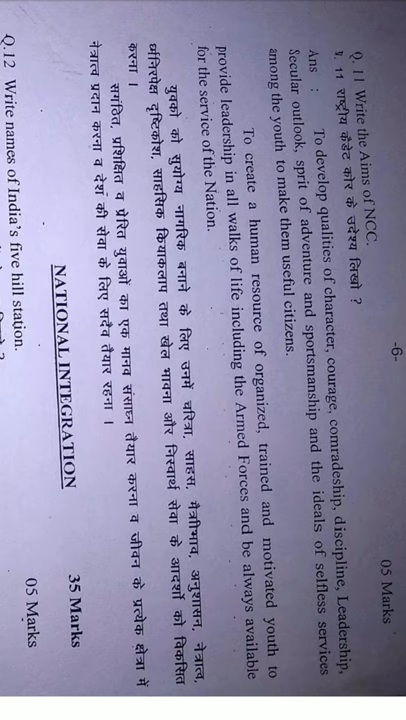 -6-
Q. 11 Write the Aims of NCC. 05 Marks
प्र. 11 राष्ट्रीय कैडेट कोर के उदेश्य लिखो ?
Ans : To develop qualities of character, courage, comradeship, discipline, Leadership,
Secular outlook, sprit of adventure and sportsmanship and the ideals of selfless services
among the youth to make them useful citizens.
To create a human resource of organized, trained and motivated youth to
provide leadership in all walks of life including the Armed Forces and be always available
for the service of the Nation.
युवकों को सुयोग्य नागरिक बनाने के लिए उनमें चरित्रा, साहस, मैत्राीभाव, अनुशासन, नेत्राव,
धर्मनिरपेक्ष दृष्टिकोश, साहसिक कियाकलाप तथा खेल भावना और निस्वार्थ सेवा के आदर्शो को विकसित
करना ।
संगठित, प्रशिक्षित व प्रेरित युवाओं का एक मानव संसाधन तैयार करना व जीवन के प्रत्येक क्षेत्रा में
नेत्राव प्रदान करना व देश की सेवा के लिए सदैव तैयार रहना ।
NATIONAL INTEGRATION
35 Marks
Q.12 Write names of India's five hill station. 05 Marks